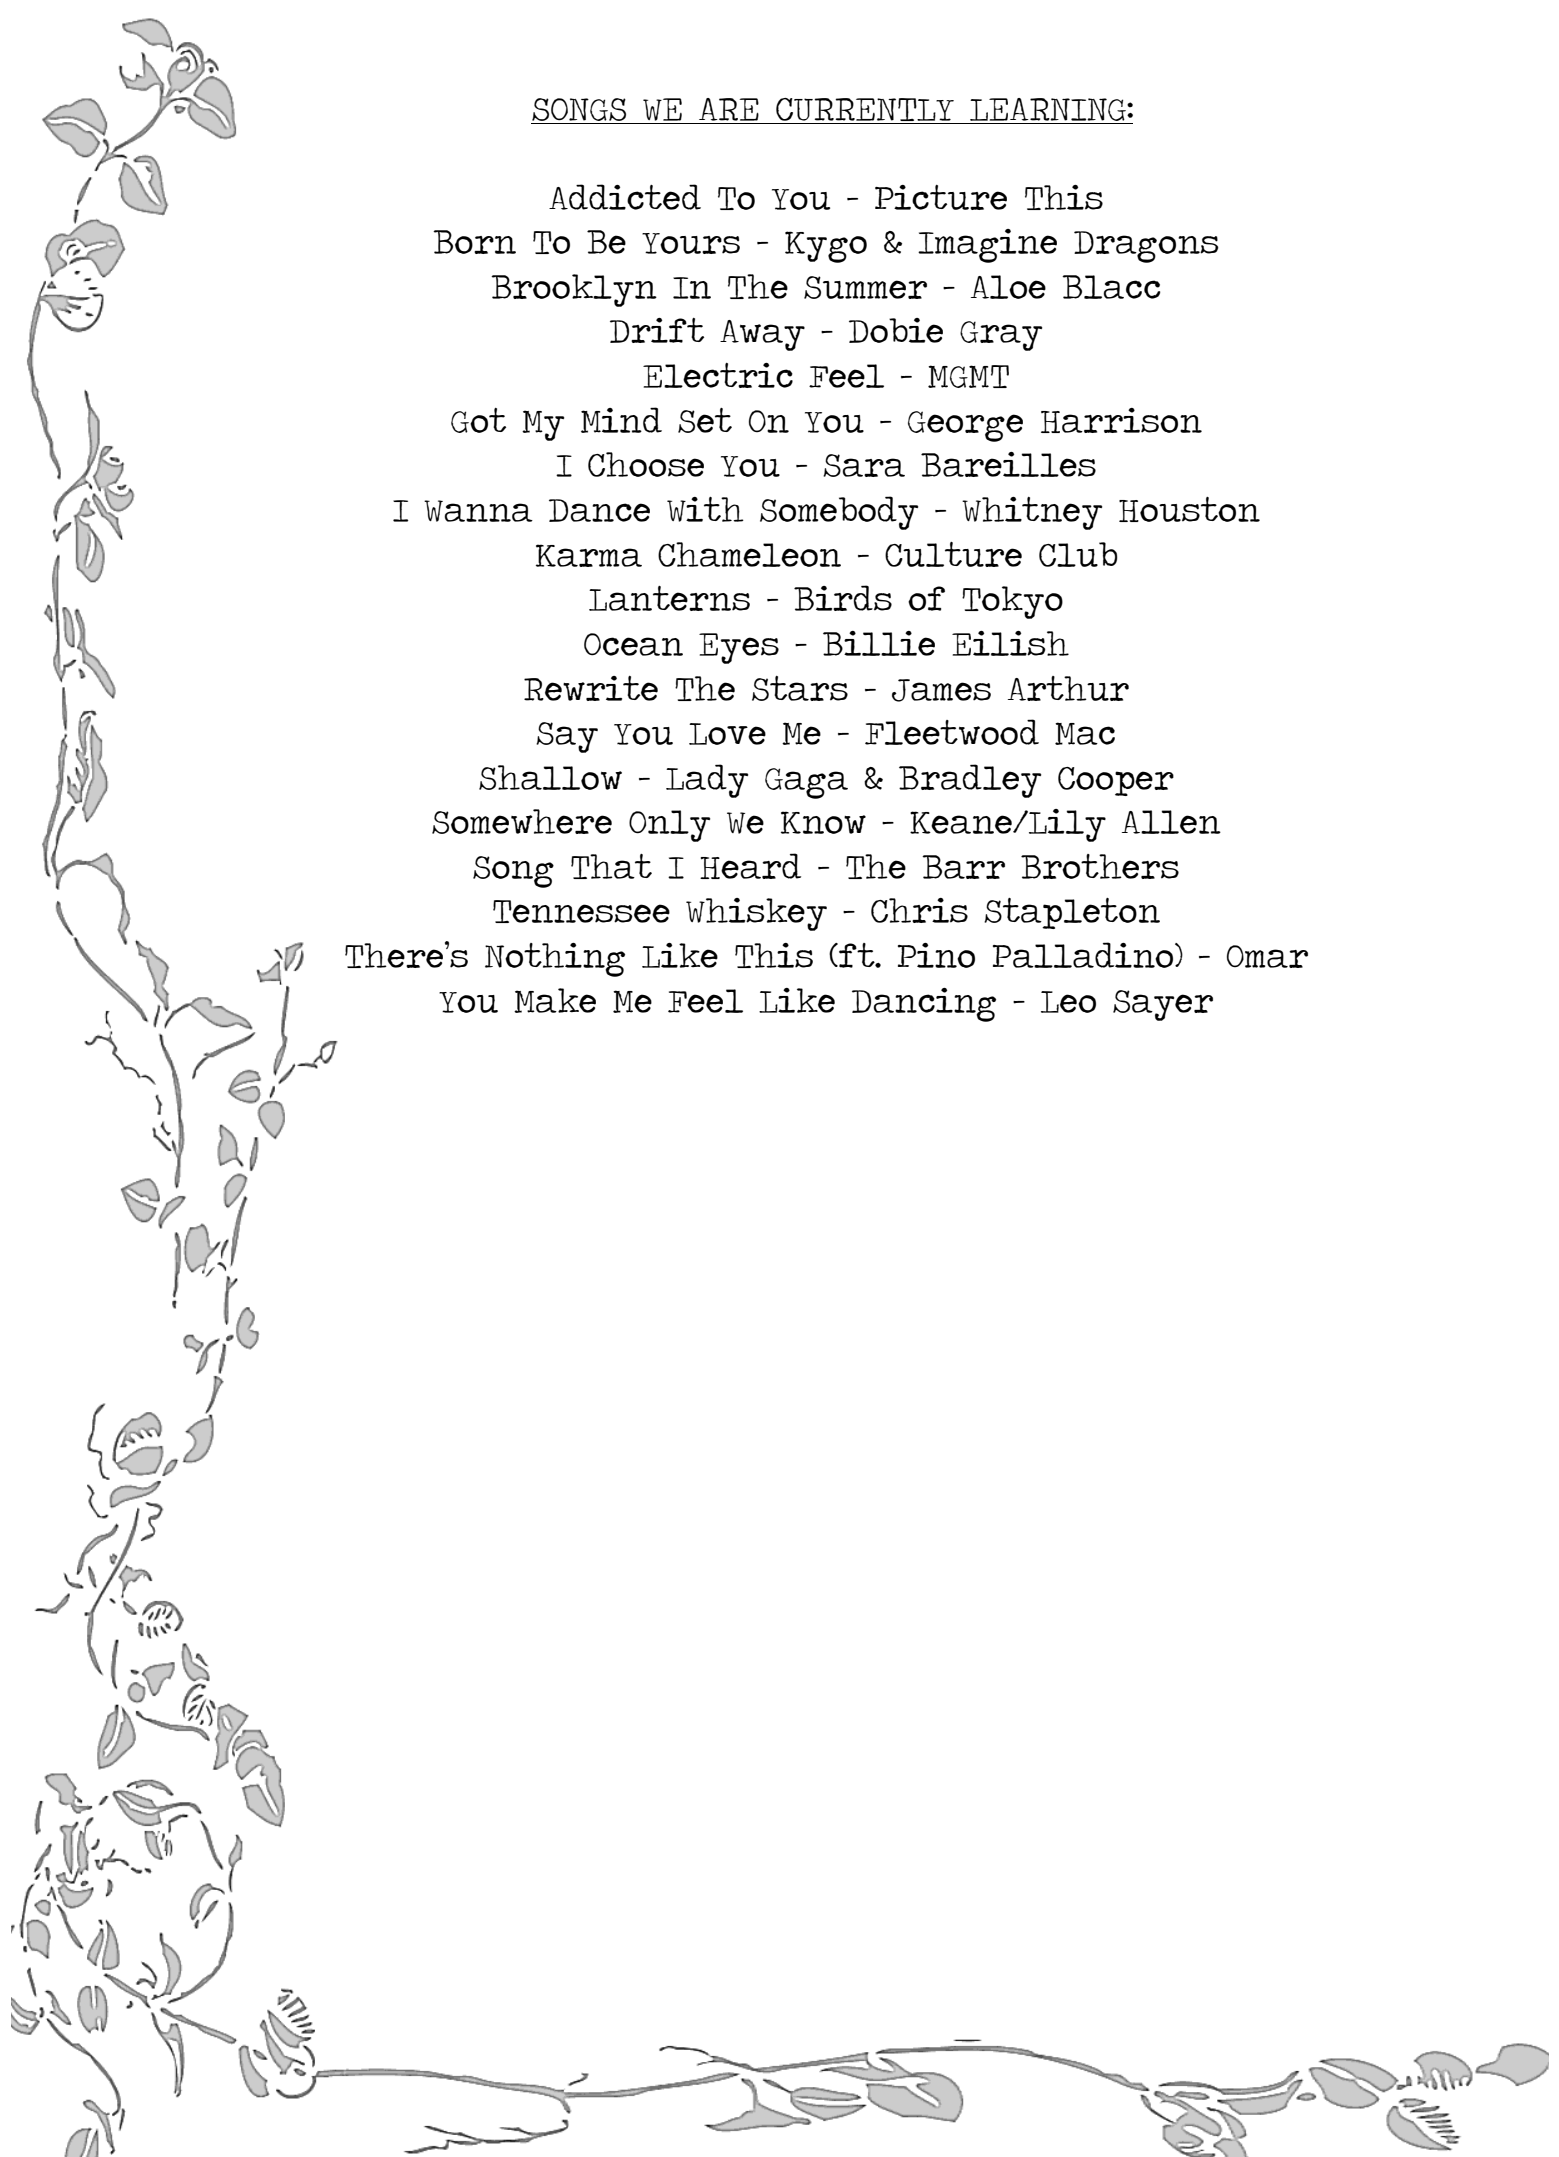 SONGS WE ARE CURRENTLY LEARNING:
Addicted To You - Picture This
Born To Be Yours - Kygo & Imagine Dragons
Brooklyn In The Summer - Aloe Blacc
Drift Away - Dobie Gray
Electric Feel - MGMT
Got My Mind Set On You - George Harrison
I Choose You - Sara Bareilles
I Wanna Dance With Somebody - Whitney Houston
Karma Chameleon - Culture Club
Lanterns - Birds of Tokyo
Ocean Eyes - Billie Eilish
Rewrite The Stars - James Arthur
Say You Love Me - Fleetwood Mac
Shallow - Lady Gaga & Bradley Cooper
Somewhere Only We Know - Keane/Lily Allen
Song That I Heard - The Barr Brothers
Tennessee Whiskey - Chris Stapleton
There's Nothing Like This (ft. Pino Palladino) - Omar
You Make Me Feel Like Dancing - Leo Sayer